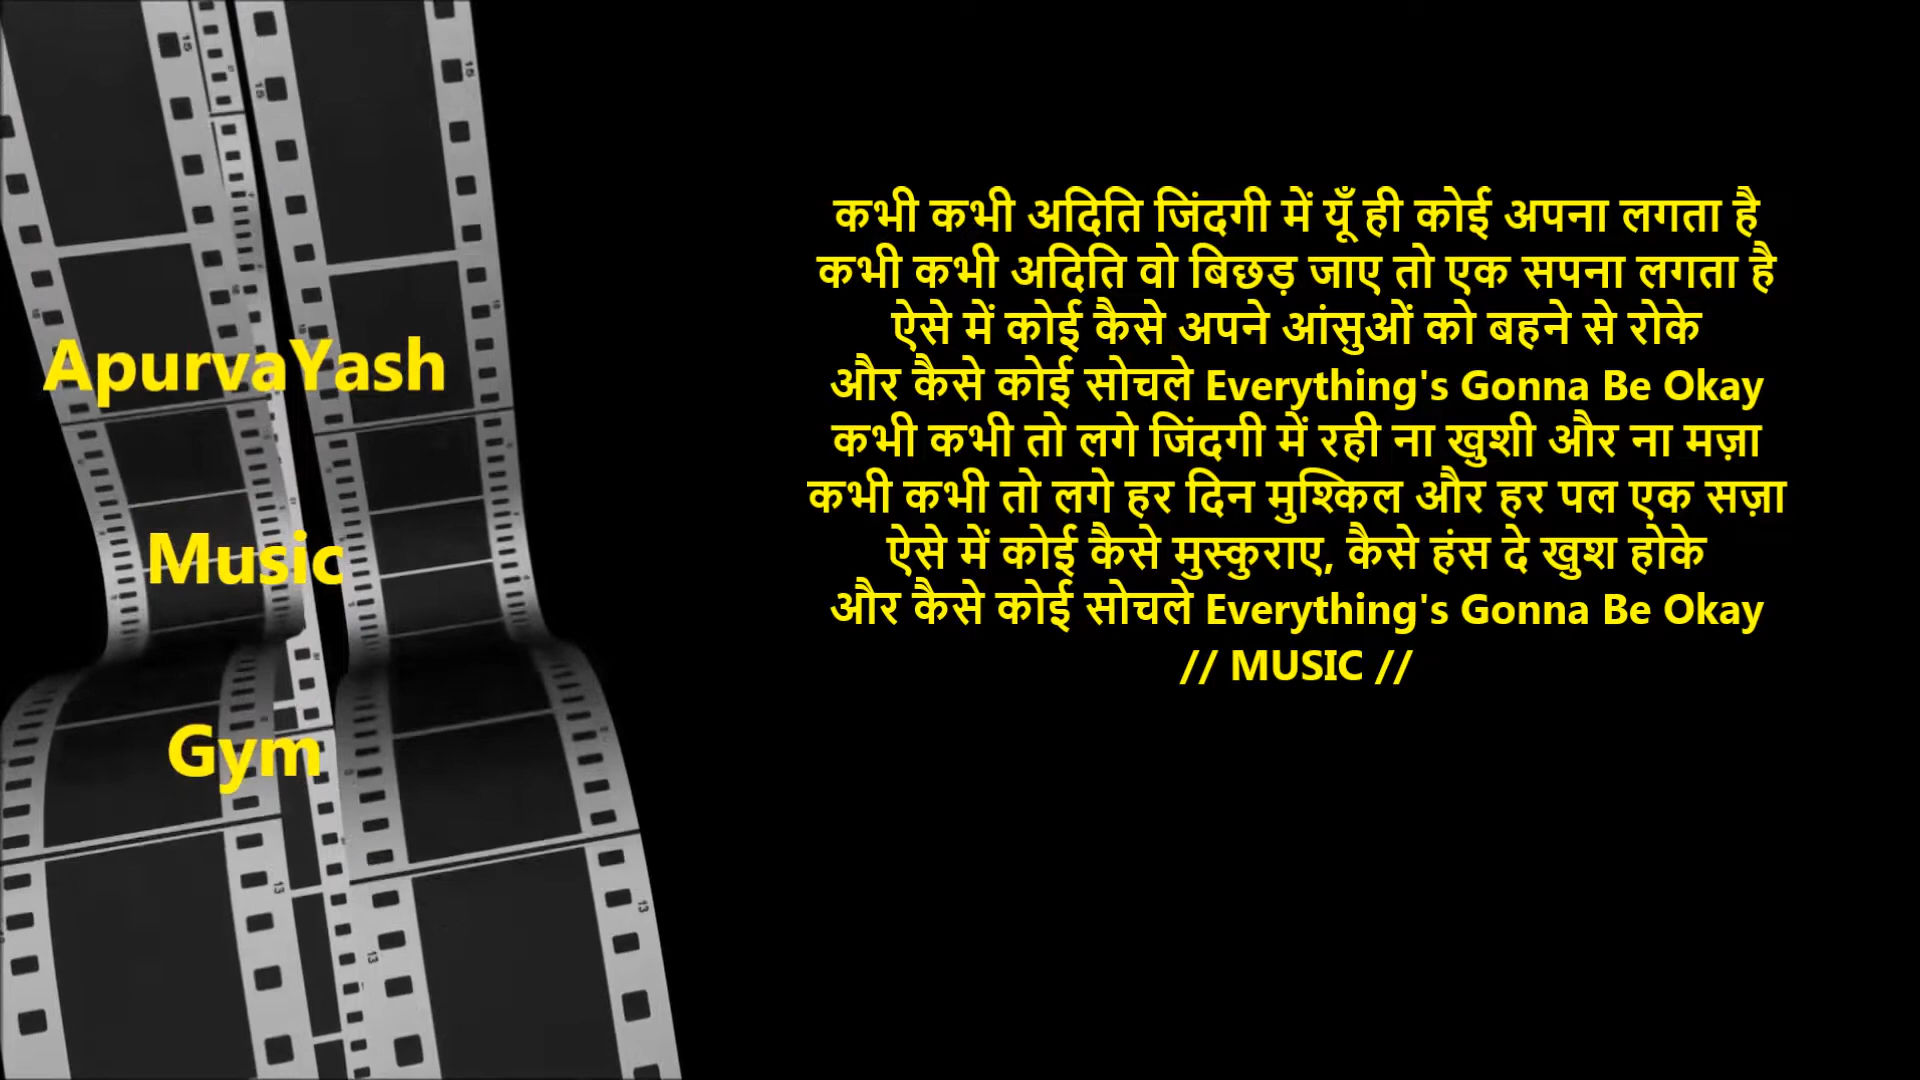 ApurvaYash
Music
Gym
कभी कभी अदिति जिंदगी में यूँ ही कोई अपना लगता है
कभी कभी अदिति वो बिछड़ जाए तो एक सपना लगता है
ऐसे में कोई कैसे अपने आंसुओं को बहने से रोके
और कैसे कोई सोचले Everything's Gonna Be Okay
कभी कभी तो लगे जिंदगी में रही ना खुशी और ना मज़ा
कभी कभी तो लगे हर दिन मुश्किल और हर पल एक सज़ा
ऐसे में कोई कैसे मुस्कुराए, कैसे हंस दे खुश होके
और कैसे कोई सोचले Everything's Gonna Be Okay
// MUSIC //